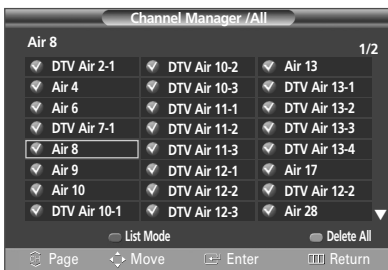 Channel Manager /All
Air 8
1/2
DTV Air 2-1 DTV Air 10-2 Air 13
Air 4 DTV Air 10-3 DTV Air 13-1
Air 6 DTV Air 11-1 DTV Air 13-2
DTV Air 7-1 DTV Air 11-2 DTV Air 13-3
Air 8 DTV Air 11-3 DTV Air 13-4
Air 9 DTV Air 12-1 Air 17
Air 10 DTV Air 12-2 DTV Air 12-2
DTV Air 10-1 DTV Air 12-3 Air 28
List Mode Delete All
Page Move Enter Return